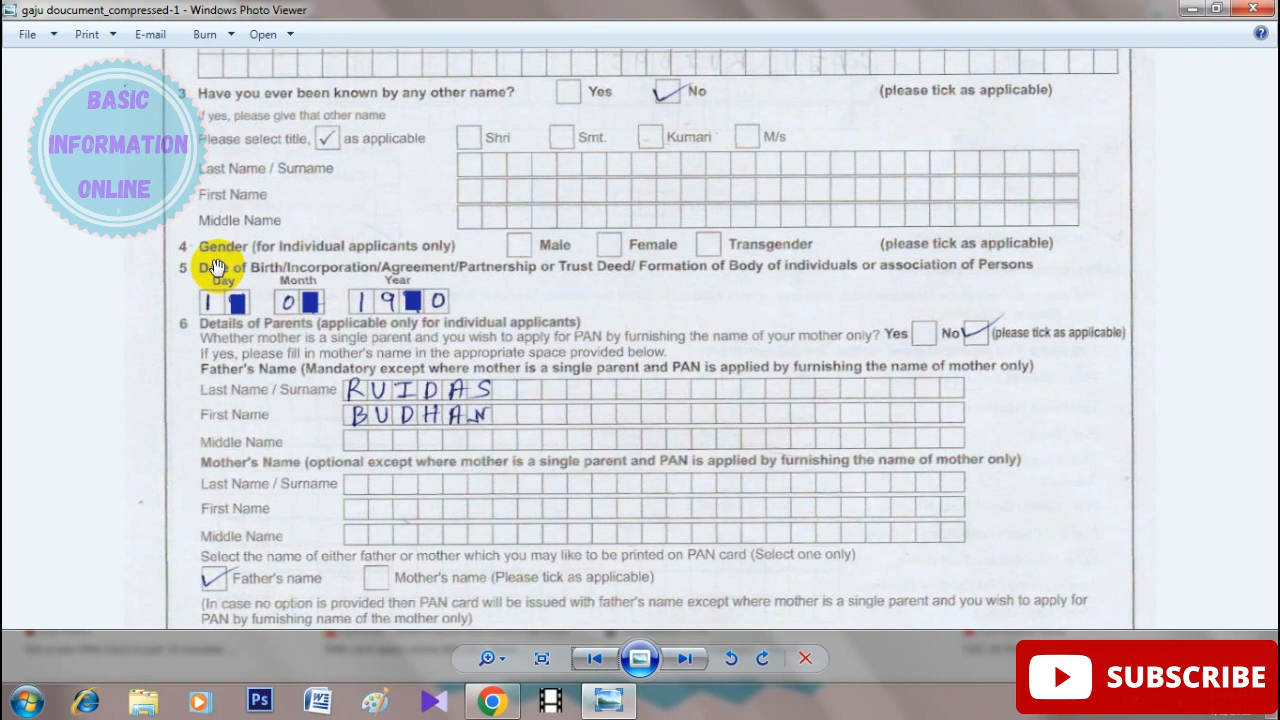 gaju doucument_compressed-1 - Windows Photo Viewer
File Print E-mail Burn Open
BASIC
INFORMATION
ONLINE
3 Have you ever been known by any other name? Yes No (please tick as applicable)
If yes, please give that other name
Please select title, ✓ as applicable Shri Smt. Kumari M/s
Last Name / Surname
First Name
Middle Name
4 Gender (for Individual applicants only) Male Female Transgender (please tick as applicable)
5 Date of Birth/Incorporation/Agreement/Partnership or Trust Deed/ Formation of Body of individuals or association of Persons
Day Month Year
1 0 19 0
6 Details of Parents (applicable only for individual applicants)
Whether mother is a single parent and you wish to apply for PAN by furnishing the name of your mother only? Yes No (please tick as applicable)
If yes, please fill in mother's name in the appropriate space provided below.
Father's Name (Mandatory except where mother is a single parent and PAN is applied by furnishing the name of mother only)
Last Name / Surname RUIDAS
First Name BUDHAN
Middle Name
Mother's Name (optional except where mother is a single parent and PAN is applied by furnishing the name of mother only)
Last Name / Surname
First Name
Middle Name
Select the name of either father or mother which you may like to be printed on PAN card (Select one only)
Father's name Mother's name (Please tick as applicable)
(In case no option is provided then PAN card will be issued with father's name except where mother is a single parent and you wish to apply for
PAN by furnishing name of the mother only)
Ps
SUBSCRIBE